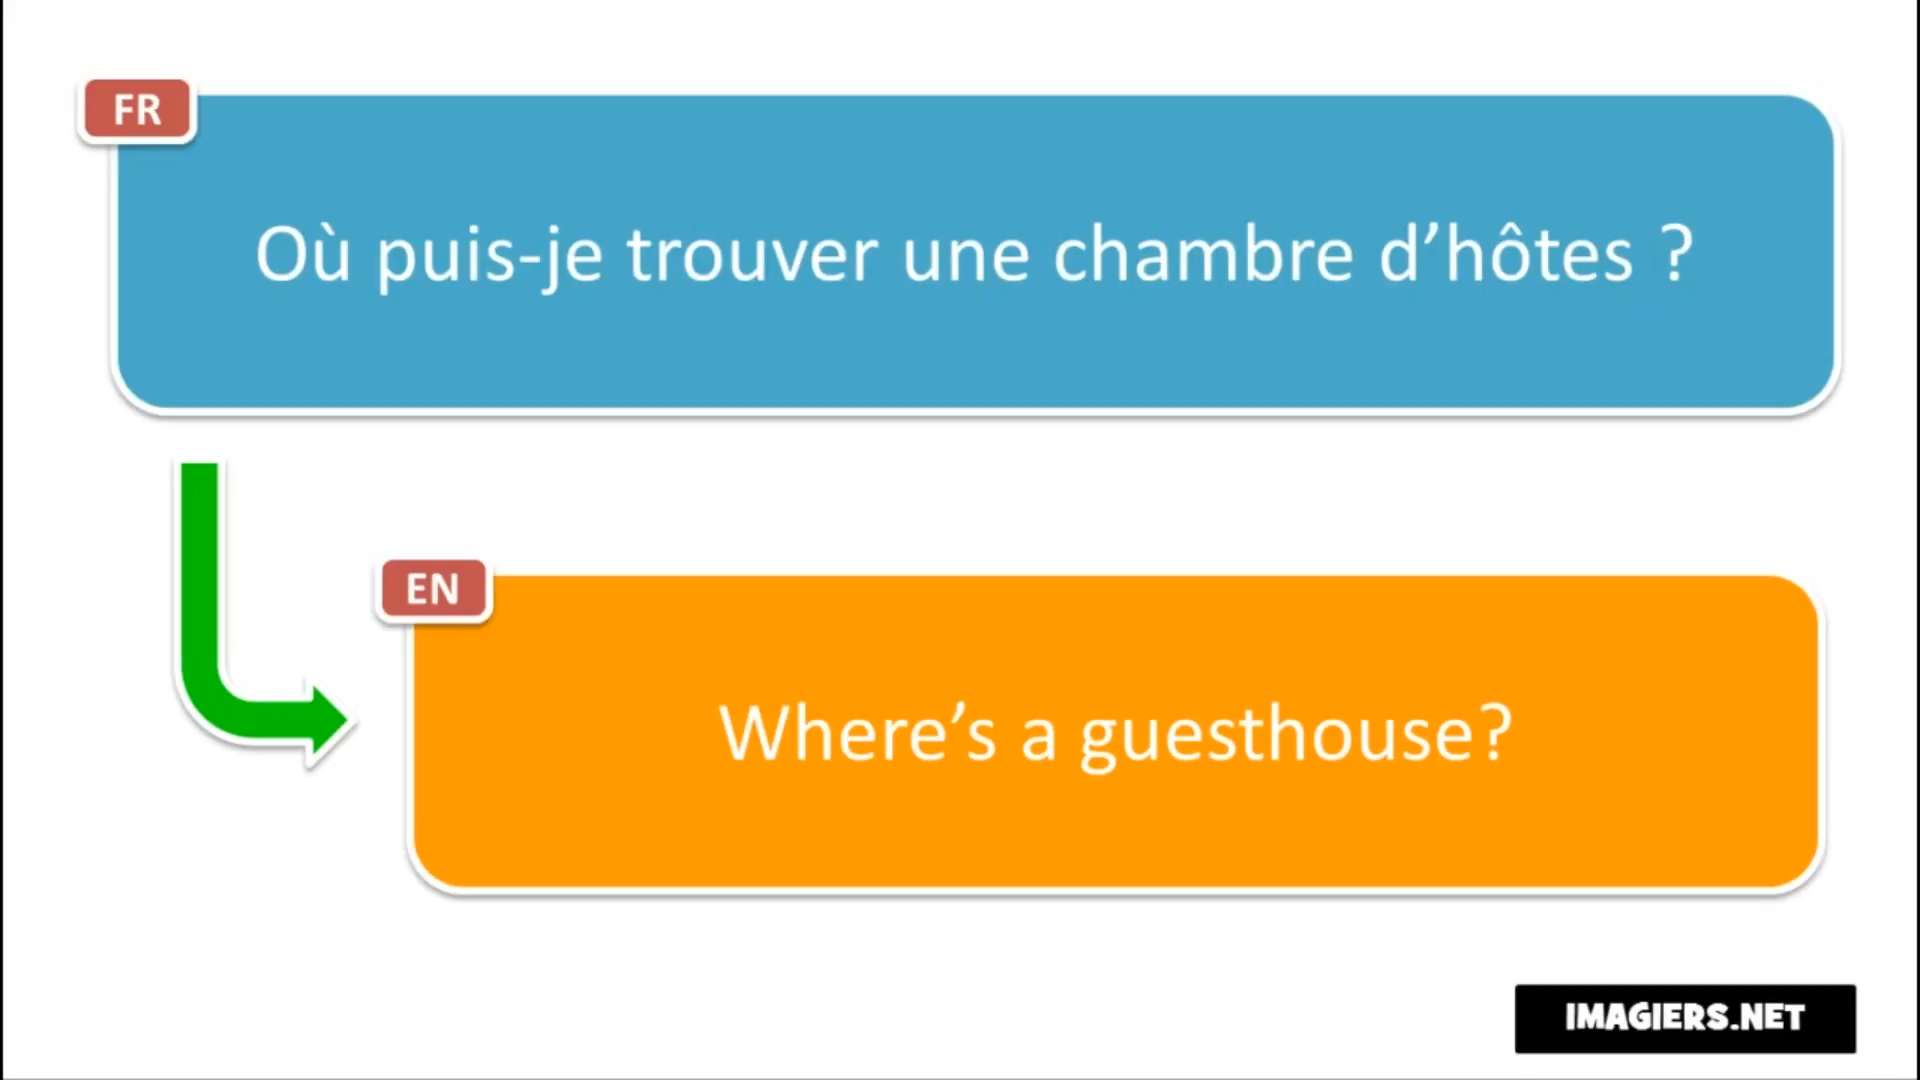 FR
Où puis-je trouver une chambre d’hôtes ?
EN
Where’s a guesthouse?
IMAGIERS.NET